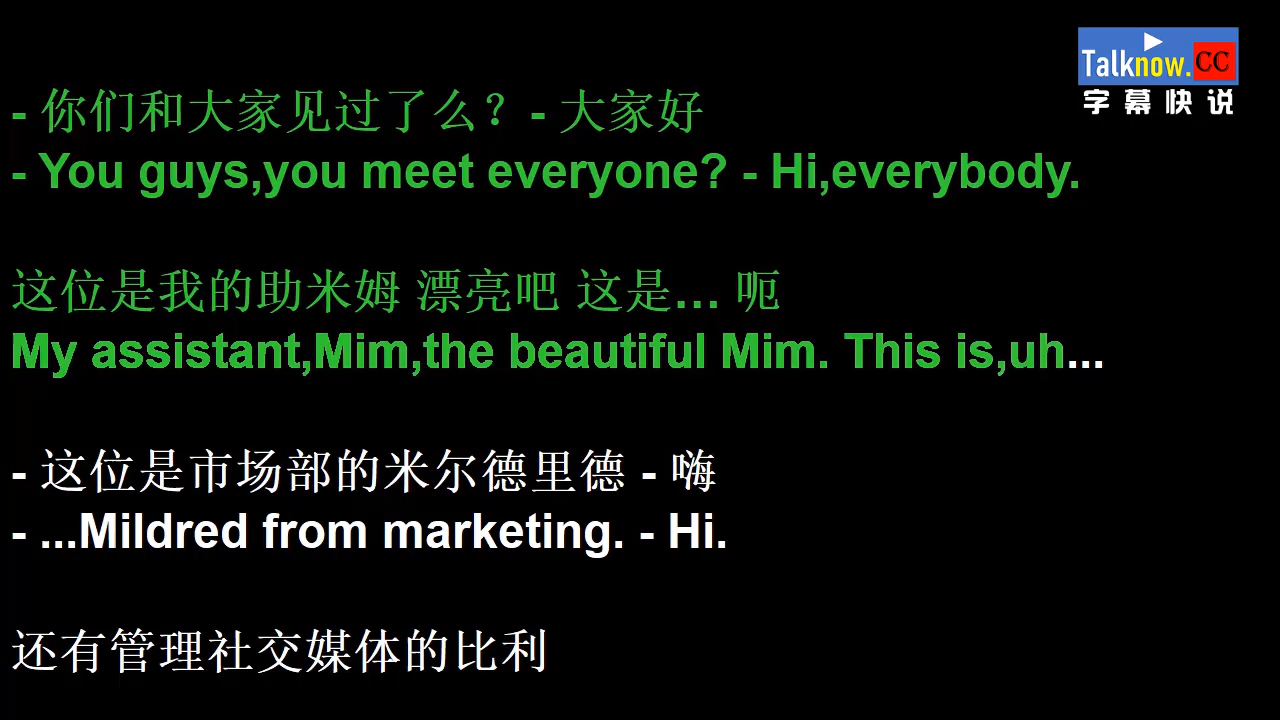 Talknow.CC
字幕快说
- 你们和大家见过了么？- 大家好
- You guys,you meet everyone? - Hi,everybody.
这位是我的助米姆 漂亮吧 这是… 呃
My assistant,Mim,the beautiful Mim. This is,uh...
- 这位是市场部的米尔德里德 - 嗨
- ...Mildred from marketing. - Hi.
还有管理社交媒体的比利